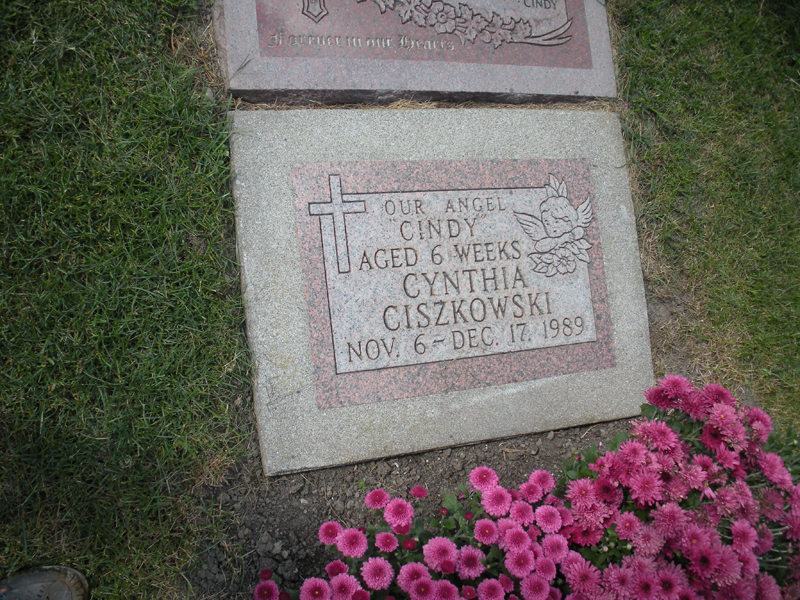 CINDY
Forever in our Hearts
OUR ANGEL
"CINDY"
AGED 6 WEEKS
CYNTHIA
CISZKOWSKI
NOV. 6 ~ DEC. 17. 1989